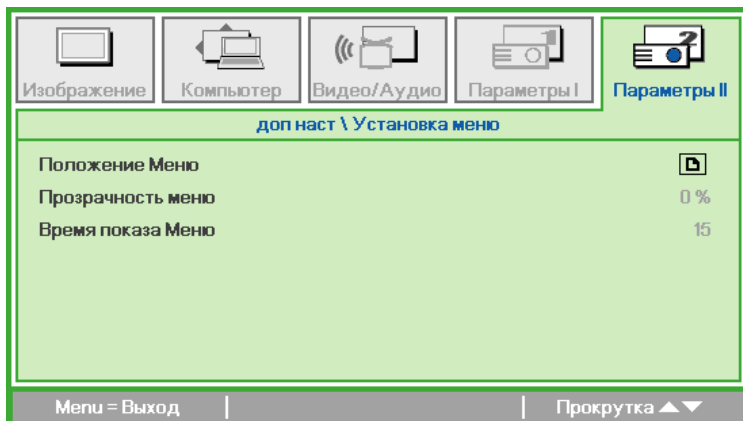 Изображение
Компьютер
Видео/Аудио
Параметры I
Параметры II
доп наст \ Установка меню
Положение Меню
Прозрачность меню 0 %
Время показа Меню 15
Menu = Выход Прокрутка ▲▼